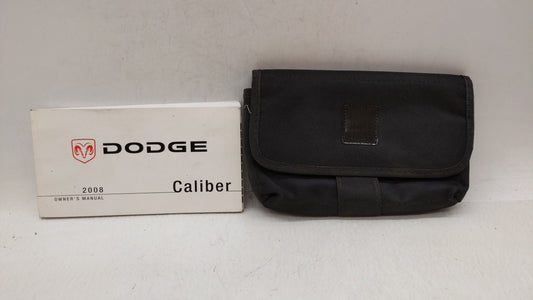 DODGE
2008
Caliber
OWNER'S MANUAL